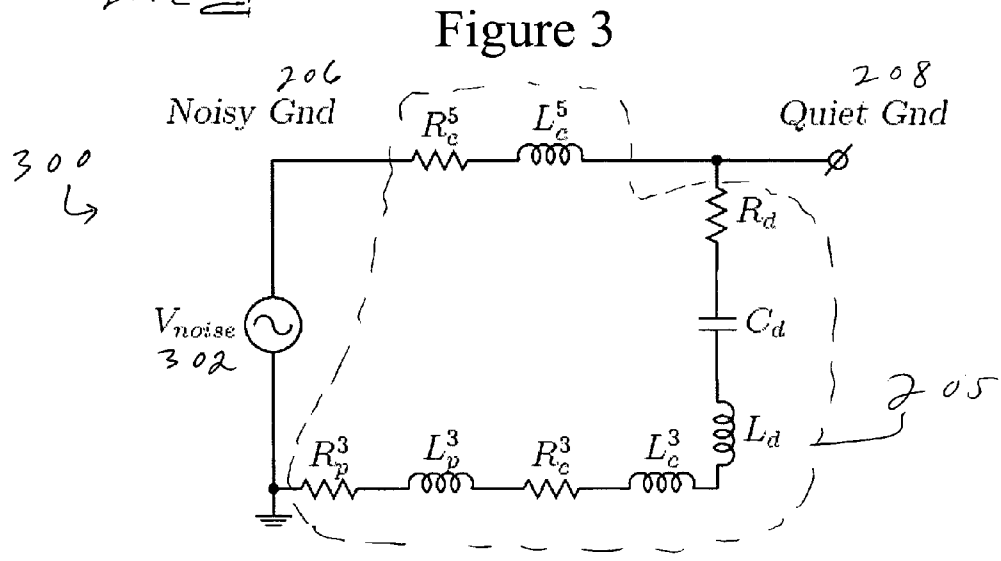 Figure 3
206
208
Noisy Gnd
Quiet Gnd
R_c^5
L_c^5
300
R_d
V_noise
302
C_d
205
L_d
R_p^3
L_p^3
R_c^3
L_c^3